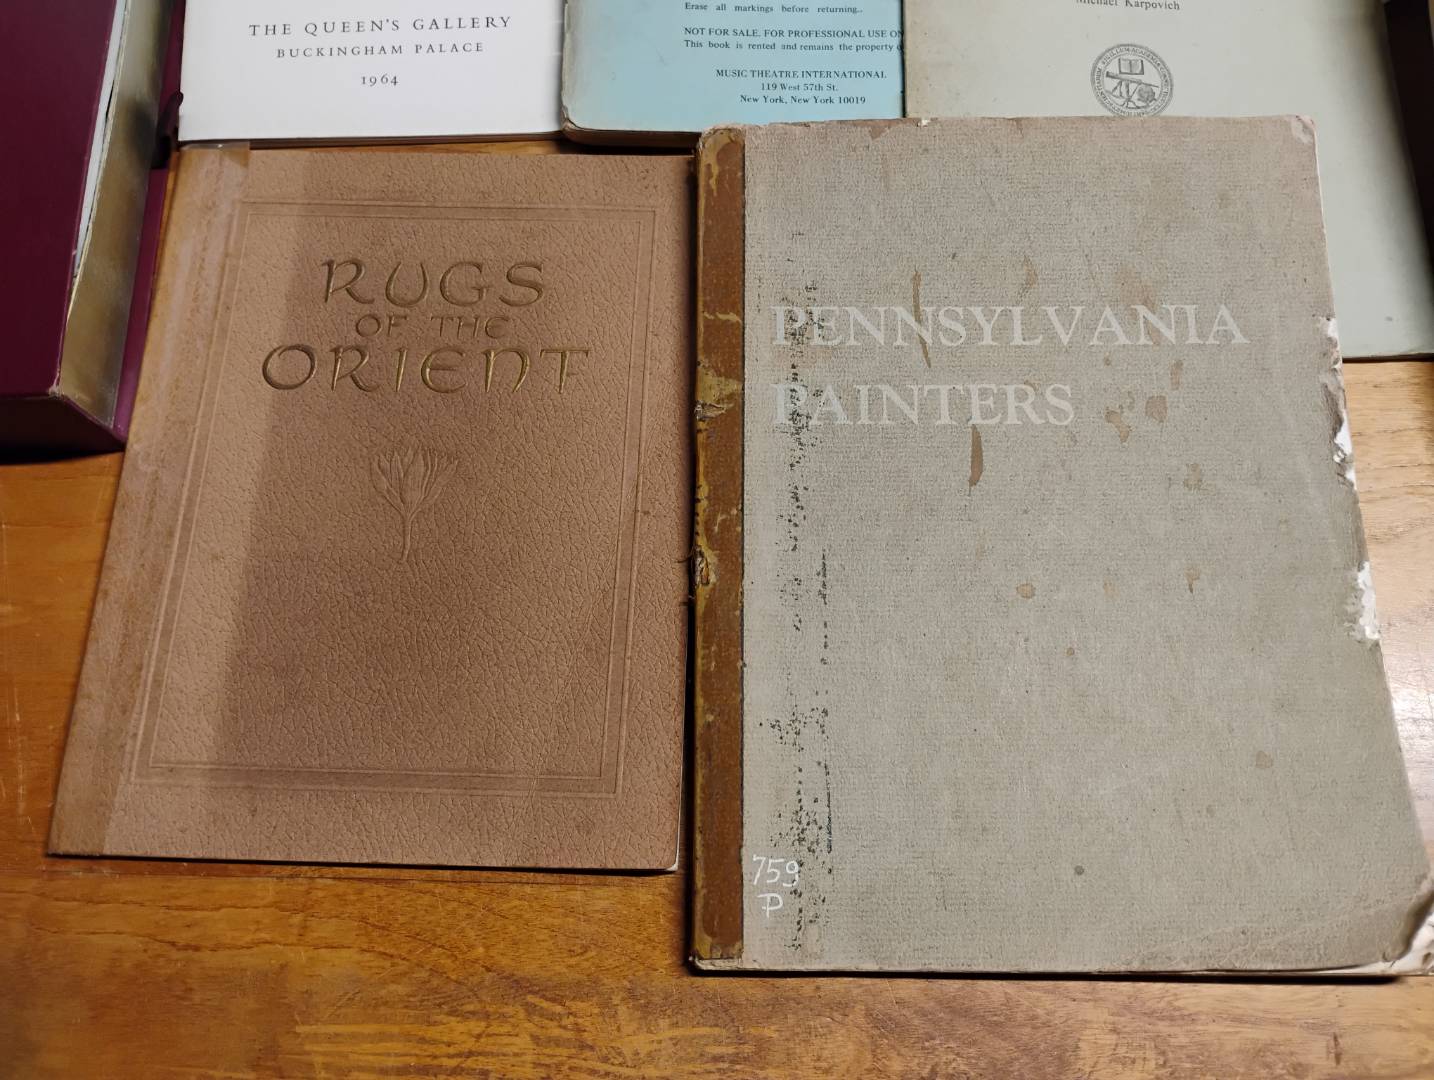 THE QUEEN'S GALLERY
BUCKINGHAM PALACE
1964
Erase all markings before returning..
NOT FOR SALE. FOR PROFESSIONAL USE ON
This book is rented and remains the property
MUSIC THEATRE INTERNATIONAL
119 West 57th St.
New York, New York 10019
Michael Karpovich
RUGS
OF THE
ORIENT
PENNSYLVANIA
PAINTERS
759
P